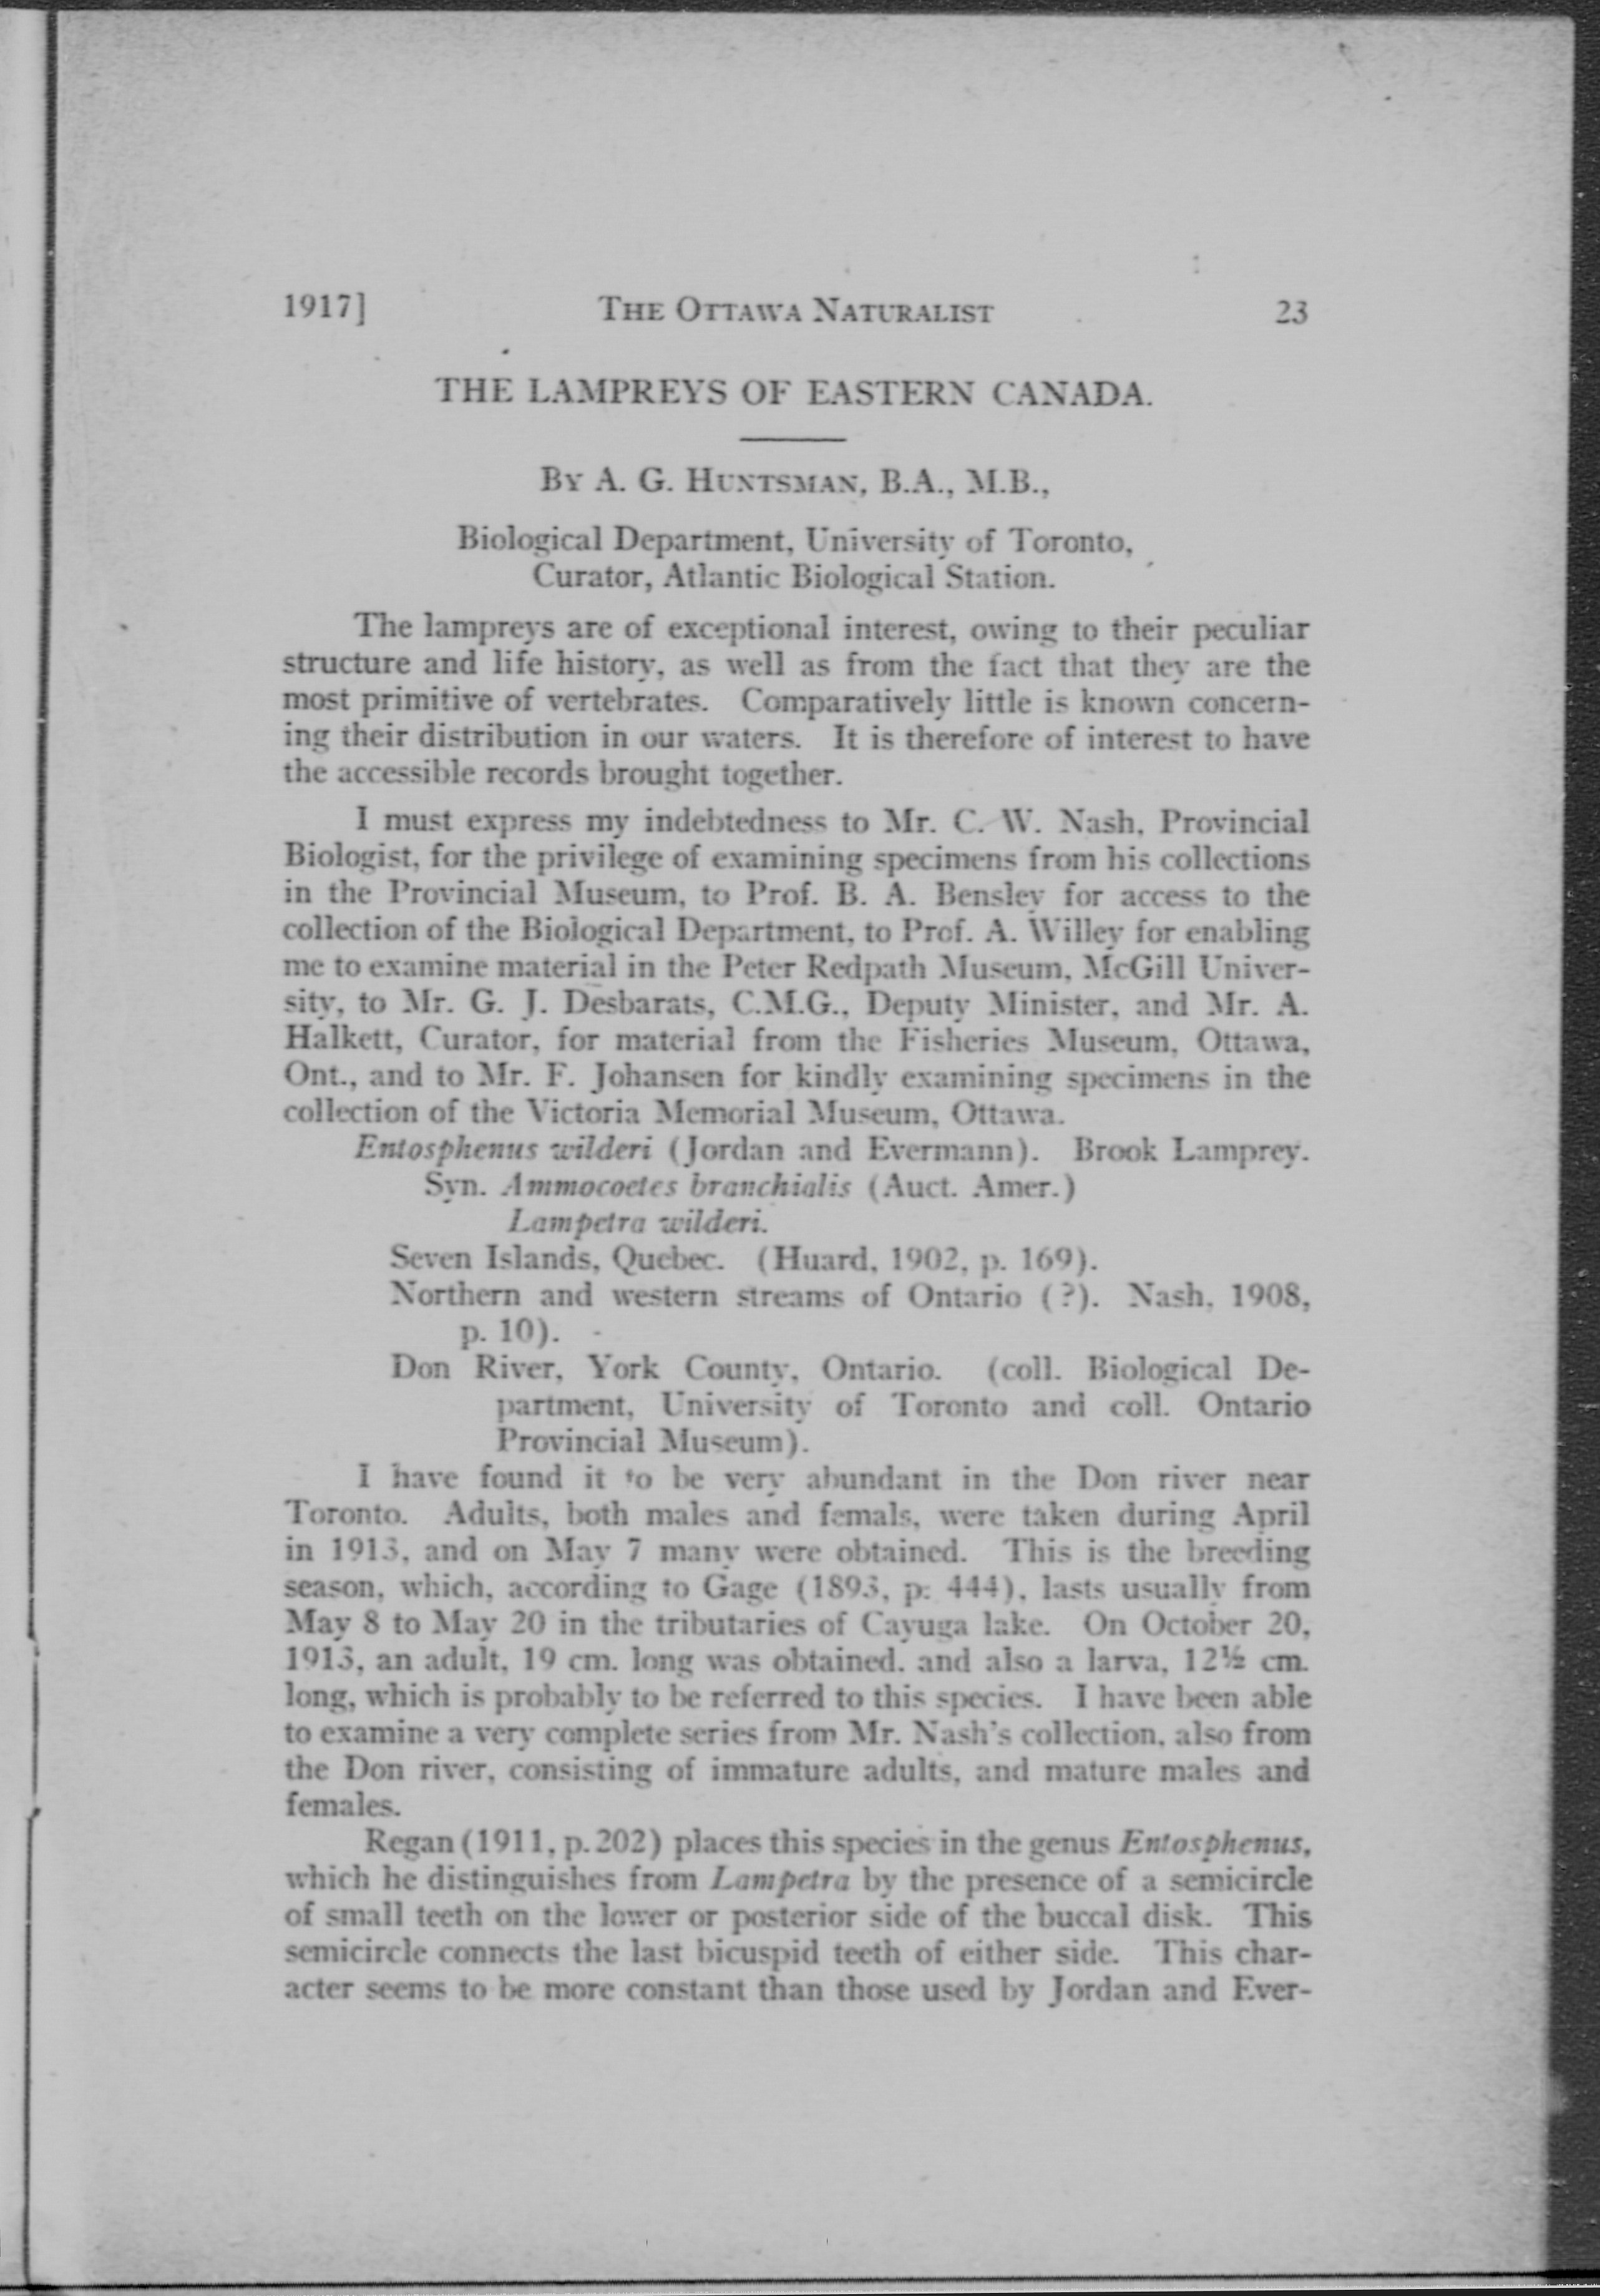 1917] THE OTTAWA NATURALIST 23
THE LAMPREYS OF EASTERN CANADA.
BY A. G. HUNTSMAN, B.A., M.B.,
Biological Department, University of Toronto,
Curator, Atlantic Biological Station.
The lampreys are of exceptional interest, owing to their peculiar
structure and life history, as well as from the fact that they are the
most primitive of vertebrates. Comparatively little is known concern-
ing their distribution in our waters. It is therefore of interest to have
the accessible records brought together.
I must express my indebtedness to Mr. C. W. Nash, Provincial
Biologist, for the privilege of examining specimens from his collections
in the Provincial Museum, to Prof. B. A. Bensley for access to the
collection of the Biological Department, to Prof. A. Willey for enabling
me to examine material in the Peter Redpath Museum, McGill Univer-
sity, to Mr. G. J. Desbarats, C.M.G., Deputy Minister, and Mr. A.
Halkett, Curator, for material from the Fisheries Museum, Ottawa,
Ont., and to Mr. F. Johansen for kindly examining specimens in the
collection of the Victoria Memorial Museum, Ottawa.
Entosphenus wilderi (Jordan and Evermann). Brook Lamprey.
Syn. Ammocoetes branchialis (Auct. Amer.)
Lampetra wilderi.
Seven Islands, Quebec. (Huard, 1902, p. 169).
Northern and western streams of Ontario (?). Nash, 1908,
p. 10).
Don River, York County, Ontario. (coll. Biological De-
partment, University of Toronto and coll. Ontario
Provincial Museum).
I have found it to be very abundant in the Don river near
Toronto. Adults, both males and femals, were taken during April
in 1913, and on May 7 many were obtained. This is the breeding
season, which, according to Gage (1893, p. 444), lasts usually from
May 8 to May 20 in the tributaries of Cayuga lake. On October 20,
1913, an adult, 19 cm. long was obtained. and also a larva, 12½ cm.
long, which is probably to be referred to this species. I have been able
to examine a very complete series from Mr. Nash's collection, also from
the Don river, consisting of immature adults, and mature males and
females.
Regan (1911, p. 202) places this species in the genus Entosphenus,
which he distinguishes from Lampetra by the presence of a semicircle
of small teeth on the lower or posterior side of the buccal disk. This
semicircle connects the last bicuspid teeth of either side. This char-
acter seems to be more constant than those used by Jordan and Ever-